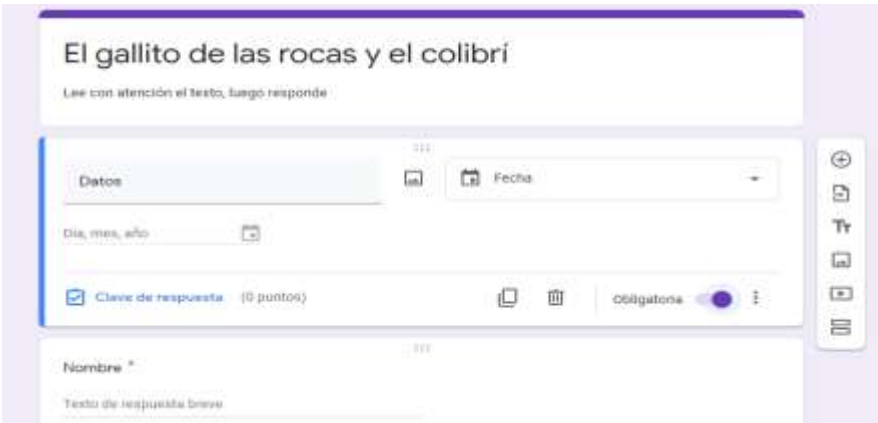 El gallito de las rocas y el colibrí
Lee con atención el texto, luego responde
Datos
Fecha
Día, mes, año
Clave de respuesta (0 puntos)
Obligatoria
Tr
Nombre *
Texto de respuesta breve